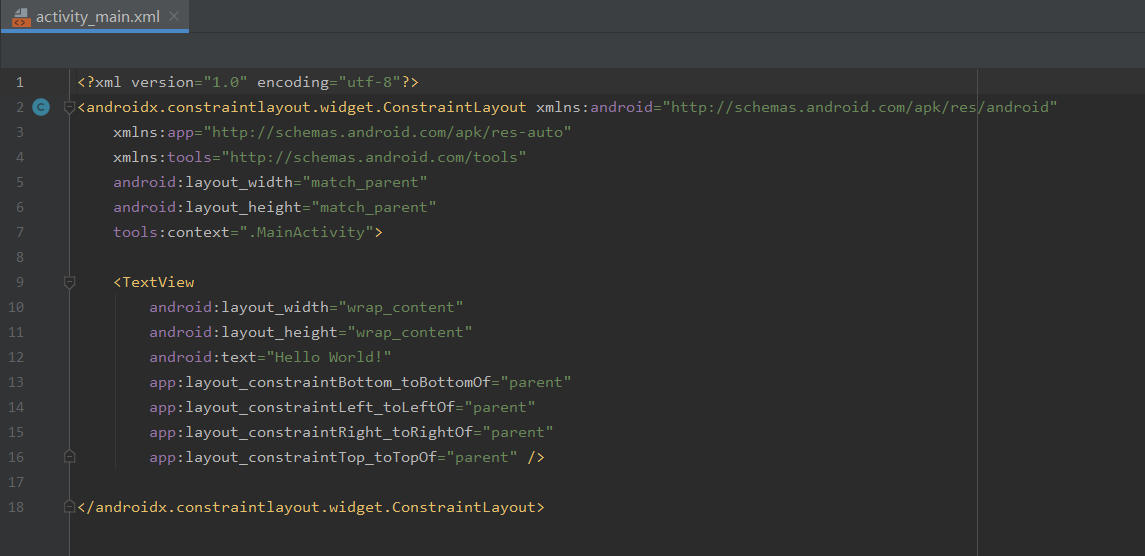 activity_main.xml
1 <?xml version="1.0" encoding="utf-8"?>
2 <androidx.constraintlayout.widget.ConstraintLayout xmlns:android="http://schemas.android.com/apk/res/android"
3     xmlns:app="http://schemas.android.com/apk/res-auto"
4     xmlns:tools="http://schemas.android.com/tools"
5     android:layout_width="match_parent"
6     android:layout_height="match_parent"
7     tools:context=".MainActivity">
8
9     <TextView
10         android:layout_width="wrap_content"
11         android:layout_height="wrap_content"
12         android:text="Hello World!"
13         app:layout_constraintBottom_toBottomOf="parent"
14         app:layout_constraintLeft_toLeftOf="parent"
15         app:layout_constraintRight_toRightOf="parent"
16         app:layout_constraintTop_toTopOf="parent" />
17
18 </androidx.constraintlayout.widget.ConstraintLayout>